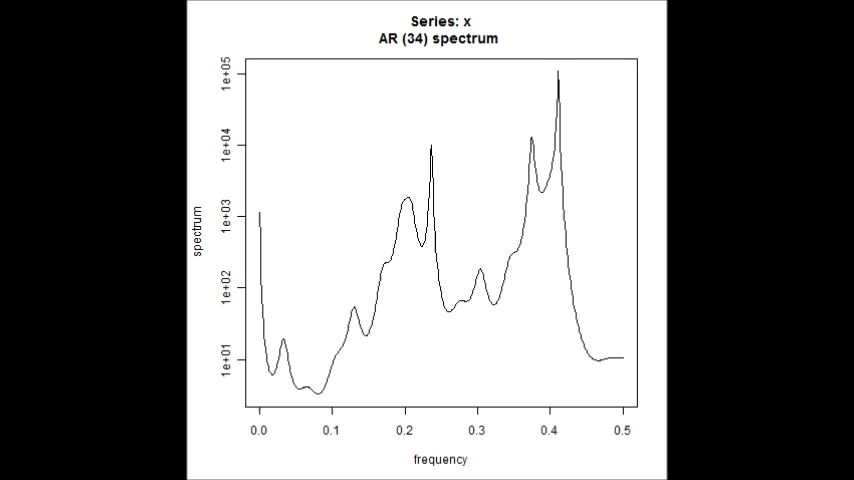 Series: x
AR (34) spectrum
spectrum
1e+05
1e+04
1e+03
1e+02
1e+01
0.0 0.1 0.2 0.3 0.4 0.5
frequency